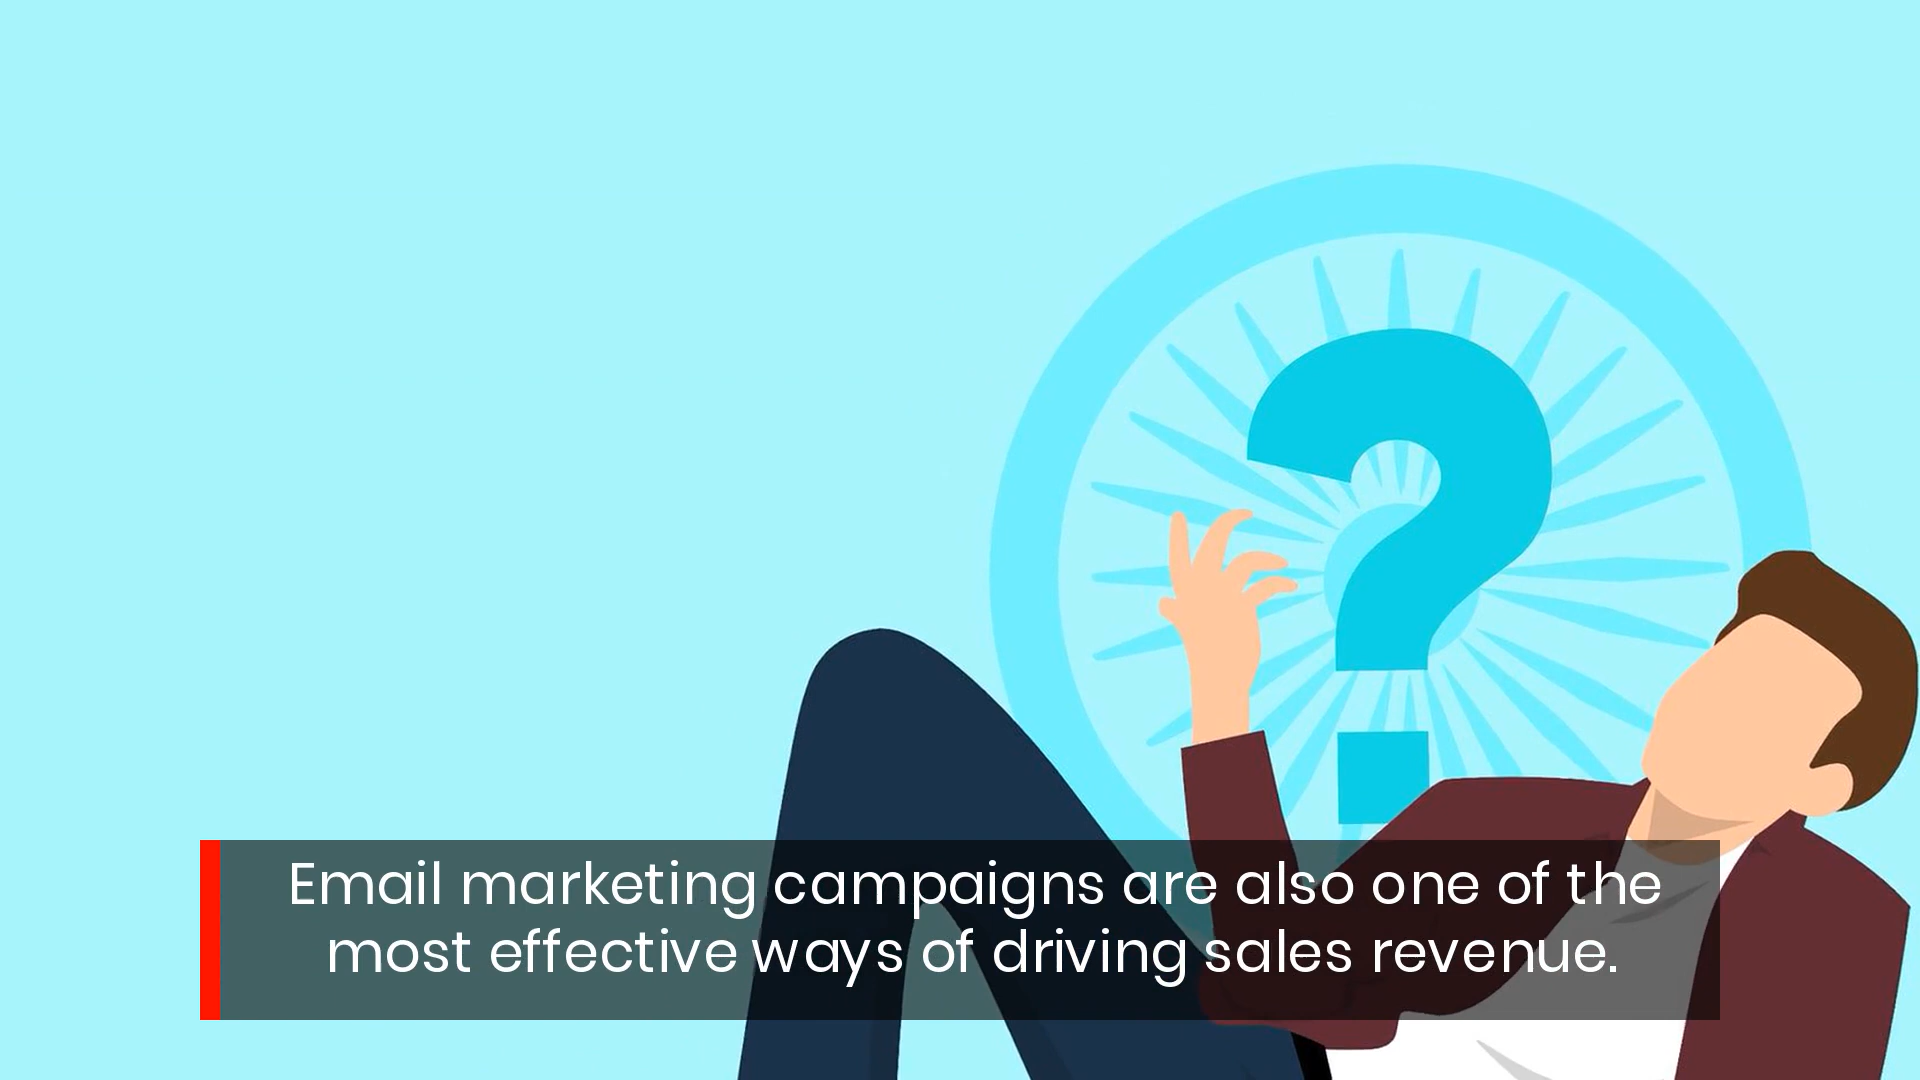 Email marketing campaigns are also one of the
most effective ways of driving sales revenue.
?